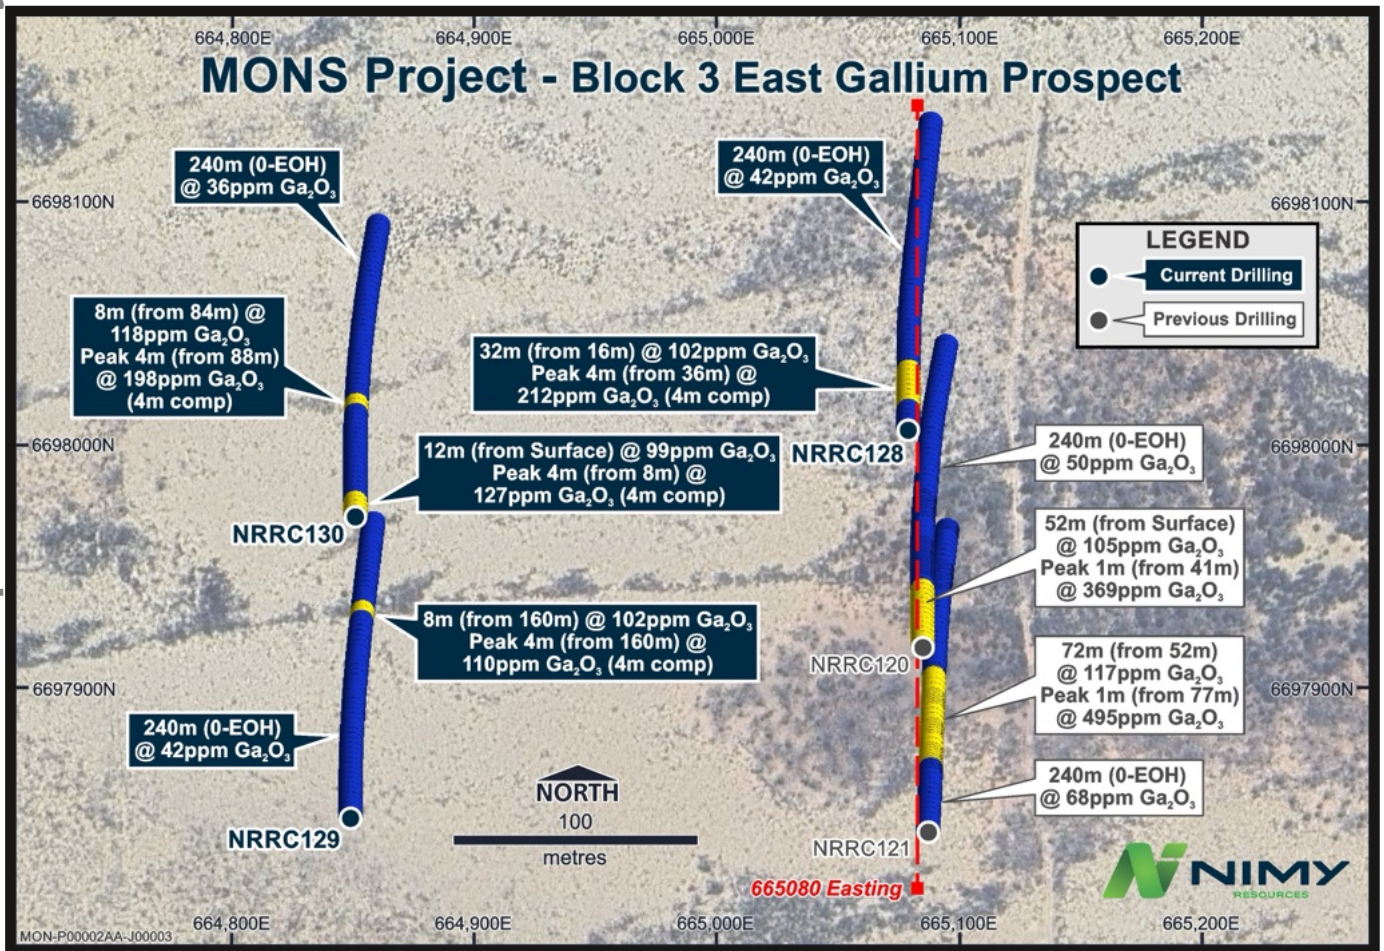 664,800E
664,900E
665,000E
665,100E
665,200E
MONS Project - Block 3 East Gallium Prospect
240m (0-EOH)
@ 36ppm Ga₂O₃
240m (0-EOH)
@ 42ppm Ga₂O₃
6698100N
6698100N
LEGEND
Current Drilling
Previous Drilling
8m (from 84m) @
118ppm Ga₂O₃
Peak 4m (from 88m)
@ 198ppm Ga₂O₃
(4m comp)
32m (from 16m) @ 102ppm Ga₂O₃
Peak 4m (from 36m) @
212ppm Ga₂O₃ (4m comp)
NRRC128
6698000N
6698000N
12m (from Surface) @ 99ppm Ga₂O₃
Peak 4m (from 8m) @
127ppm Ga₂O₃ (4m comp)
240m (0-EOH)
@ 50ppm Ga₂O₃
NRRC130
52m (from Surface)
@ 105ppm Ga₂O₃
Peak 1m (from 41m)
@ 369ppm Ga₂O₃
8m (from 160m) @ 102ppm Ga₂O₃
Peak 4m (from 160m) @
110ppm Ga₂O₃ (4m comp)
NRRC120
72m (from 52m)
@ 117ppm Ga₂O₃
Peak 1m (from 77m)
@ 495ppm Ga₂O₃
6697900N
6697900N
240m (0-EOH)
@ 42ppm Ga₂O₃
240m (0-EOH)
@ 68ppm Ga₂O₃
NORTH
100
metres
NRRC129
NRRC121
665080 Easting
NIMY
RESOURCES
664,800E
664,900E
665,000E
665,100E
665,200E
MON-P00002AA-J00003